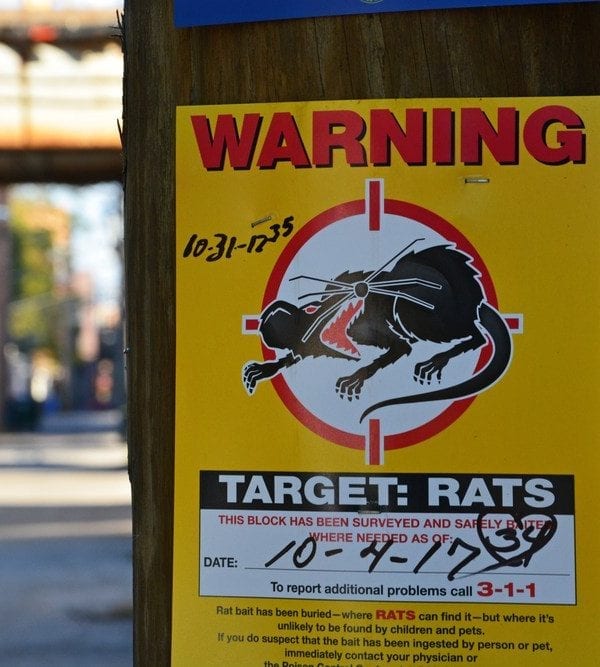 WARNING
10-31-17 35
TARGET: RATS
THIS BLOCK HAS BEEN SURVEYED AND SAFELY BAITED
WHERE NEEDED AS OF:
DATE: 10-4-17 34
To report additional problems call 3-1-1
Rat bait has been buried—where RATS can find it—but where it's
unlikely to be found by children and pets.
If you do suspect that the bait has been ingested by person or pet,
immediately contact your physician or
the Poison